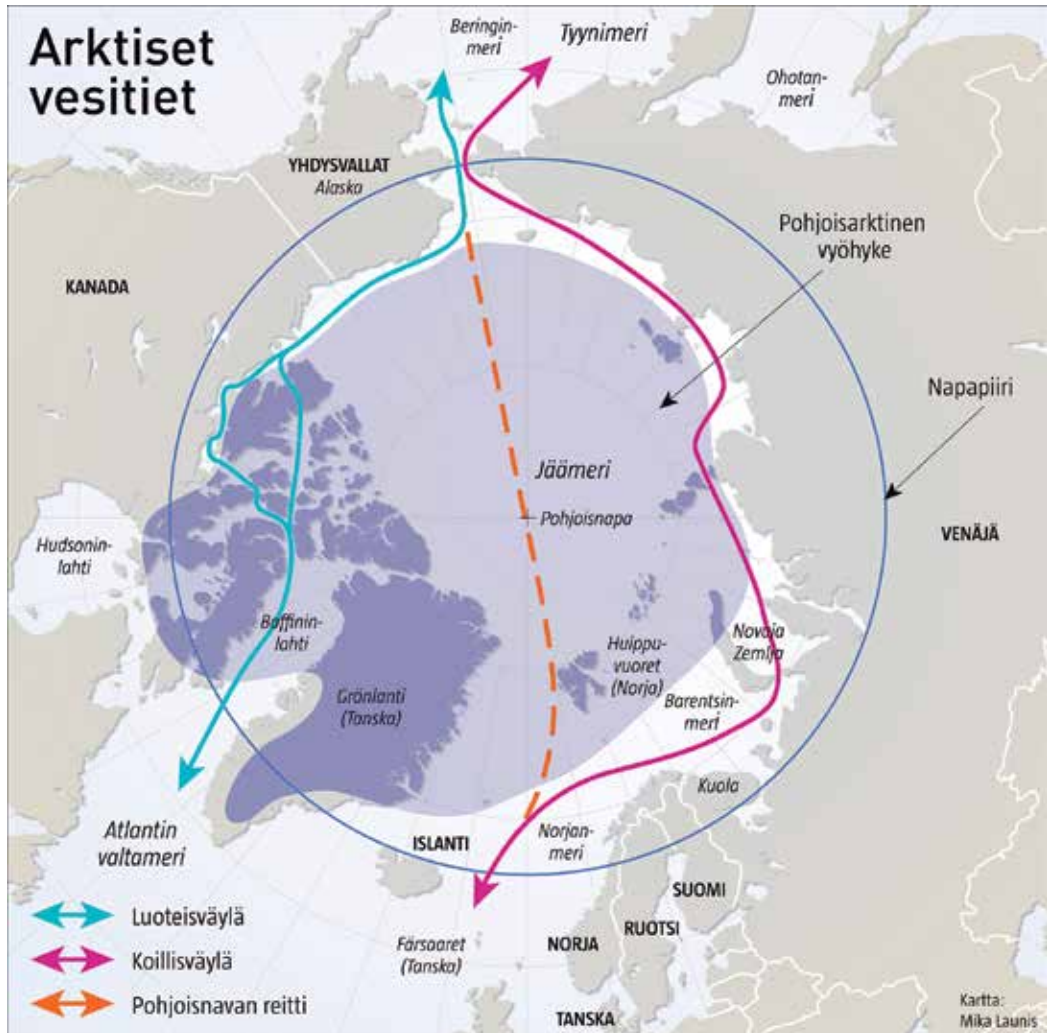 Arktiset
vesitiet
Beringin-
meri
Tyynimeri
Ohotan-
meri
YHDYSVALLAT
Alaska
Pohjoisarktinen
vyöhyke
KANADA
Napapiiri
Jäämeri
Pohjoisnapa
VENÄJÄ
Hudsonin-
lahti
Baffinin-
lahti
Novaja
Zemlja
Huippu-
vuoret
(Norja)
Grönlanti
(Tanska)
Barentsin-
meri
Kuola
Atlantin
valtameri
ISLANTI
Norjan-
meri
SUOMI
RUOTSI
NORJA
Färsaaret
(Tanska)
TANSKA
Luoteisväylä
Koillisväylä
Pohjoisnavan reitti
Kartta:
Mika Launis